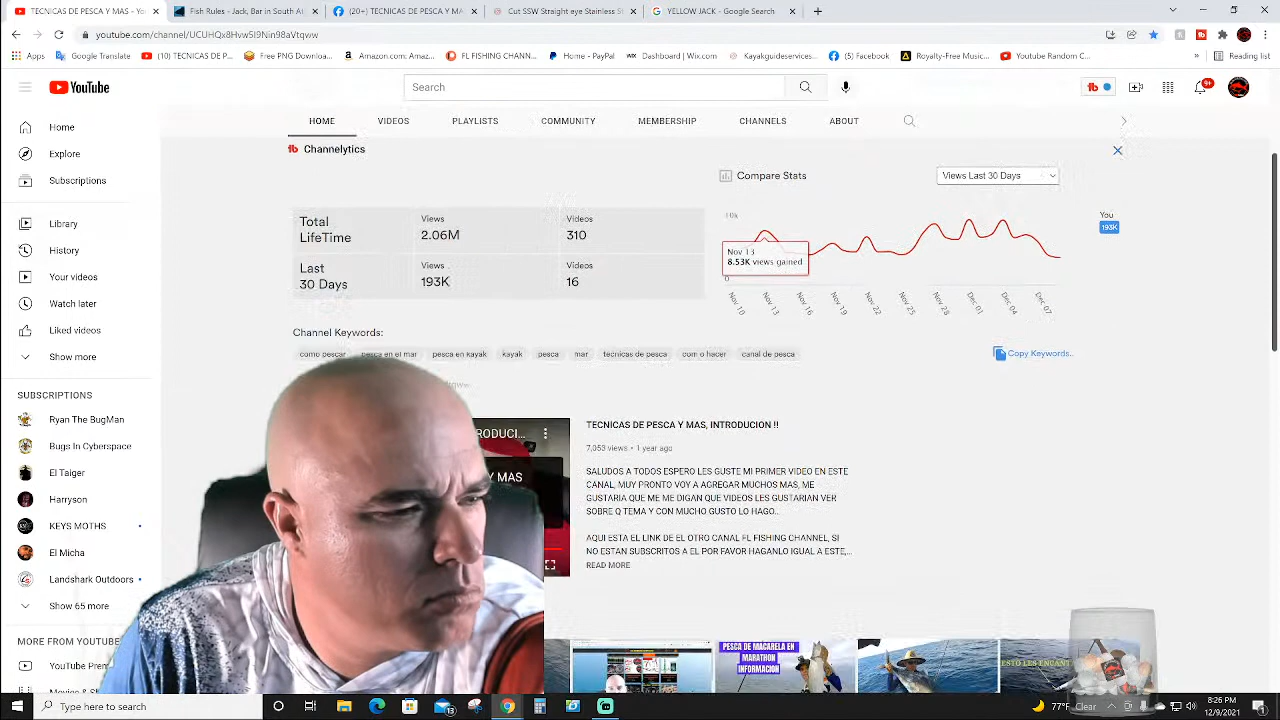 TECNICAS DE PESCA Y MAS - Yo
Fish Rules - Jack, Bar in South At
(20+) TECNICAS DE PESCA Y MA
Cut SSW Straight eye Stainless St
YELLOW JACK - Google Search
Apps
Google Translate
(10) TECNICAS DE P...
Free PNG Downloa...
Amazon.com: Amaz...
FL FISHING CHANN...
Home - PayPal
Dashboard | Wix.com
Kayakguideservices...
(5) Facebook
Royalty-Free Music...
YouTube Random C...
Reading list
YouTube
Search
9+
HOME
VIDEOS
PLAYLISTS
COMMUNITY
MEMBERSHIP
CHANNELS
ABOUT
Home
Explore
Subscriptions
Library
History
Your videos
Watch later
Liked videos
Show more
SUBSCRIPTIONS
Ryan The BugMan
Bugs In Cyberspace
El Taiger
Harryson
KEYS MOTHS
El Micha
Landshark Outdoors
Show 65 more
MORE FROM YOUTUBE
YouTube Pre
tb Channelytics
Compare Stats
Views Last 30 Days
Total LifeTime
Views
2.06M
Videos
310
Last 30 Days
Views
193K
Videos
16
10k
0
Nov 13
8.53K views gained
You
193K
Nov 10
Nov 13
Nov 16
Nov 19
Nov 22
Nov 25
Nov 28
Dec 01
Dec 04
Dec 07
Channel Keywords:
como pescar
pesca en el mar
pesca en kayak
kayak
pesca
mar
tecnicas de pesca
com o hacer
canal de pesca
Copy Keywords..
RODUCI...
Y MAS
TECNICAS DE PESCA Y MAS, INTRODUCION !!
7,053 views • 1 year ago
SALUDOS A TODOS ESPERO LES GUSTE MI PRIMER VIDEO EN ESTE
CANAL, MUY PRONTO VOY A AGREGAR MUCHOS MAS, ME
GUSTARIA QUE ME ME DIGAN QUE VIDEOS LES GUSTARIAN VER
SOBRE Q TEMA Y CON MUCHO GUSTO LO HAGO...
AQUI ESTA EL LINK DE EL OTRO CANAL FL FISHING CHANNEL, SI
NO ESTAN SUBSCRITOS A EL POR FAVOR HAGANLO IGUAL A ESTE,...
READ MORE
PESCA DE MACARELA EN
MARATHON
INFORMACION
ESTO LES ENCANT
Type here to search
77°F Clear
8:26 PM
12/9/2021